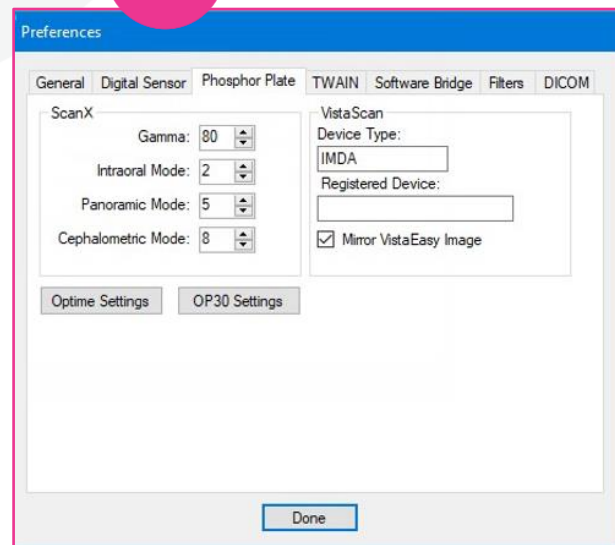 Preferences
General Digital Sensor Phosphor Plate TWAIN Software Bridge Filters DICOM
ScanX
Gamma: 80
Intraoral Mode: 2
Panoramic Mode: 5
Cephalometric Mode: 8
VistaScan
Device Type:
IMDA
Registered Device:
Mirror VistaEasy Image
Optime Settings OP30 Settings
Done